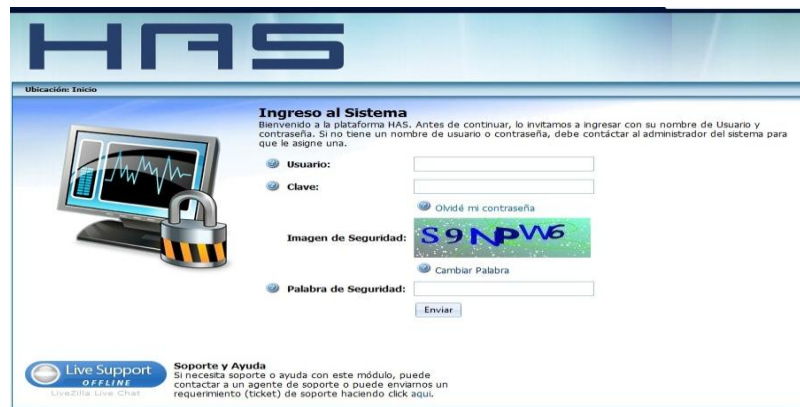 HAS
Ubicación: Inicio
Ingreso al Sistema
Bienvenido a la plataforma HAS. Antes de continuar, lo invitamos a ingresar con su nombre de Usuario y
contraseña. Si no tiene un nombre de usuario o contraseña, debe contáctar al administrador del sistema para
que le asigne una.
Usuario:
Clave:
Olvidé mi contraseña
Imagen de Seguridad:
S9NPW6
Cambiar Palabra
Palabra de Seguridad:
Enviar
Live Support
OFFLINE
LiveZilla Live Chat
Soporte y Ayuda
Si necesita soporte o ayuda con este módulo, puede
contactar a un agente de soporte o puede enviarnos un
requerimiento (ticket) de soporte haciendo click aqui.